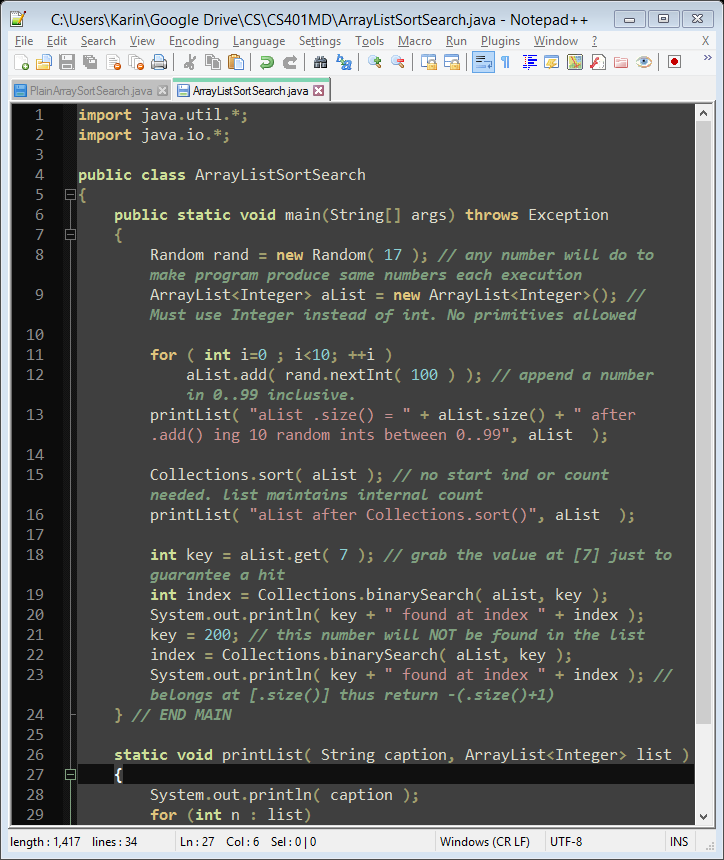 C:\Users\Karin\Google Drive\CS\CS401MD\ArrayListSortSearch.java - Notepad++
File Edit Search View Encoding Language Settings Tools Macro Run Plugins Window ? X
PlainArraySortSearch.java ArrayListSortSearch.java
1 import java.util.*;
2 import java.io.*;
3
4 public class ArrayListSortSearch
5 {
6 public static void main(String[] args) throws Exception
7 {
8 Random rand = new Random( 17 ); // any number will do to
make program produce same numbers each execution
9 ArrayList<Integer> aList = new ArrayList<Integer>(); //
Must use Integer instead of int. No primitives allowed
10
11 for ( int i=0 ; i<10; ++i )
12 aList.add( rand.nextInt( 100 ) ); // append a number
in 0..99 inclusive.
13 printList( "aList .size() = " + aList.size() + " after
.add() ing 10 random ints between 0..99", aList  );
14
15 Collections.sort( aList ); // no start ind or count
needed. list maintains internal count
16 printList( "aList after Collections.sort()", aList  );
17
18 int key = aList.get( 7 ); // grab the value at [7] just to
guarantee a hit
19 int index = Collections.binarySearch( aList, key );
20 System.out.println( key + " found at index " + index );
21 key = 200; // this number will NOT be found in the list
22 index = Collections.binarySearch( aList, key );
23 System.out.println( key + " found at index " + index ); //
belongs at [.size()] thus return -(.size()+1)
24 } // END MAIN
25
26 static void printList( String caption, ArrayList<Integer> list )
27 {
28 System.out.println( caption );
29 for (int n : list)
length : 1,417 lines : 34 Ln : 27 Col : 6 Sel : 0 | 0 Windows (CR LF) UTF-8 INS